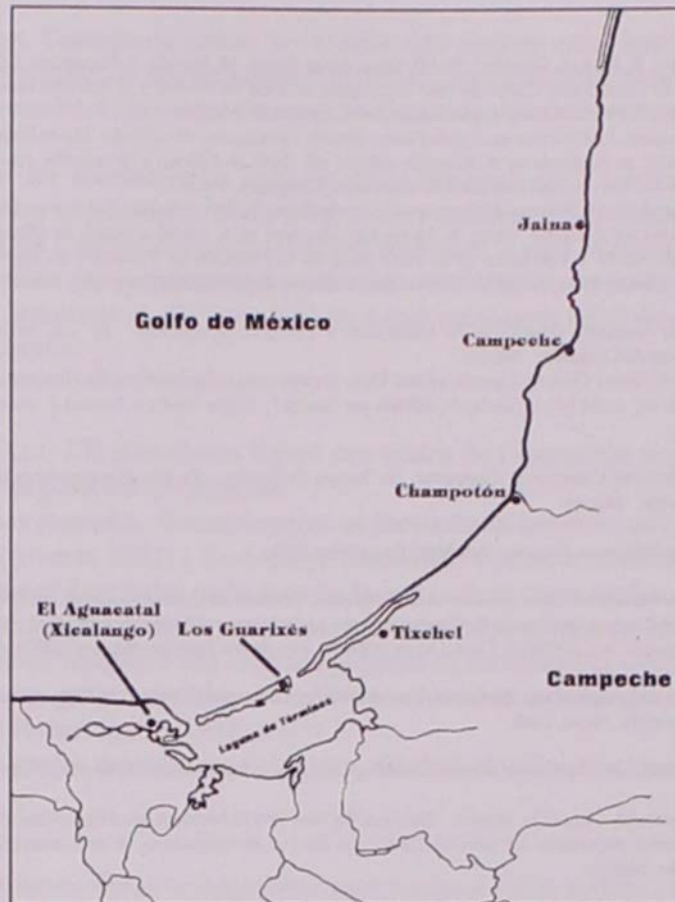 Jaina
Golfo de México
Campeche
Champotón
El Aguacatal
(Xicalango)
Los Guarixés
Tixchel
Campeche
Laguna de Términos